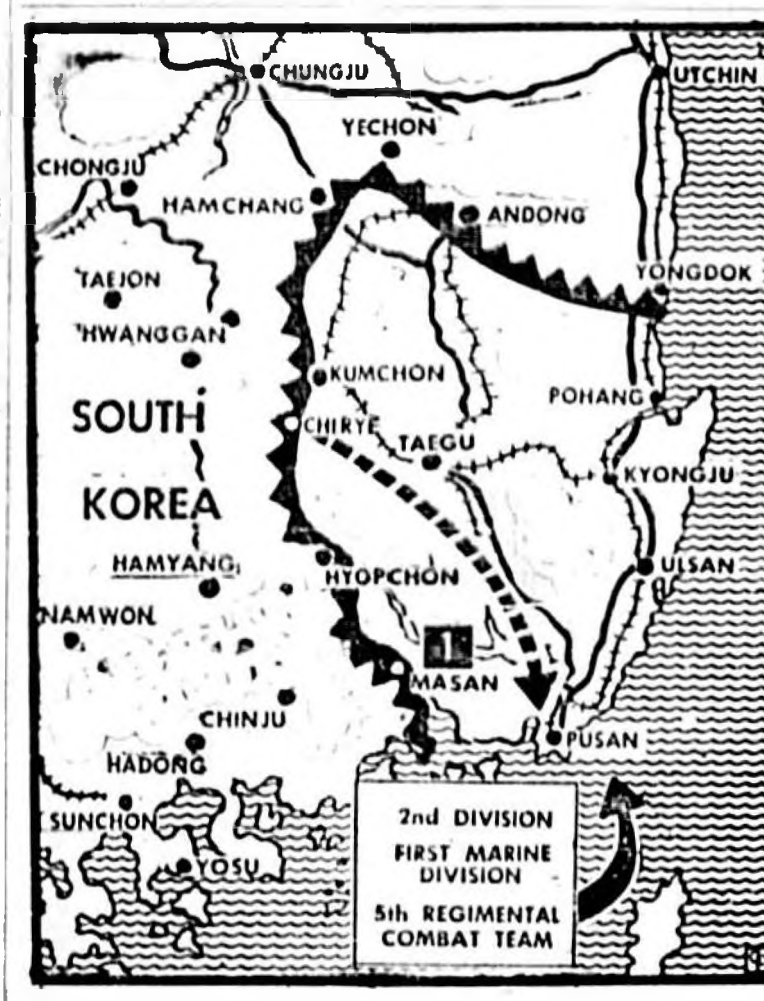 CHUNGJU
UTCHIN
YECHON
CHONGJU
HAMCHANG
ANDONG
TAEJON
YONGDOK
HWANGGAN
KUMCHON
POHANG
SOUTH
CHIRYE
TAEGU
KYONGJU
KOREA
HAMYANG
HYOPCHON
ULSAN
NAMWON
1
MASAN
CHINJU
PUSAN
HADONG
SUNCHON
YOSU
2nd DIVISION
FIRST MARINE
DIVISION
5th REGIMENTAL
COMBAT TEAM